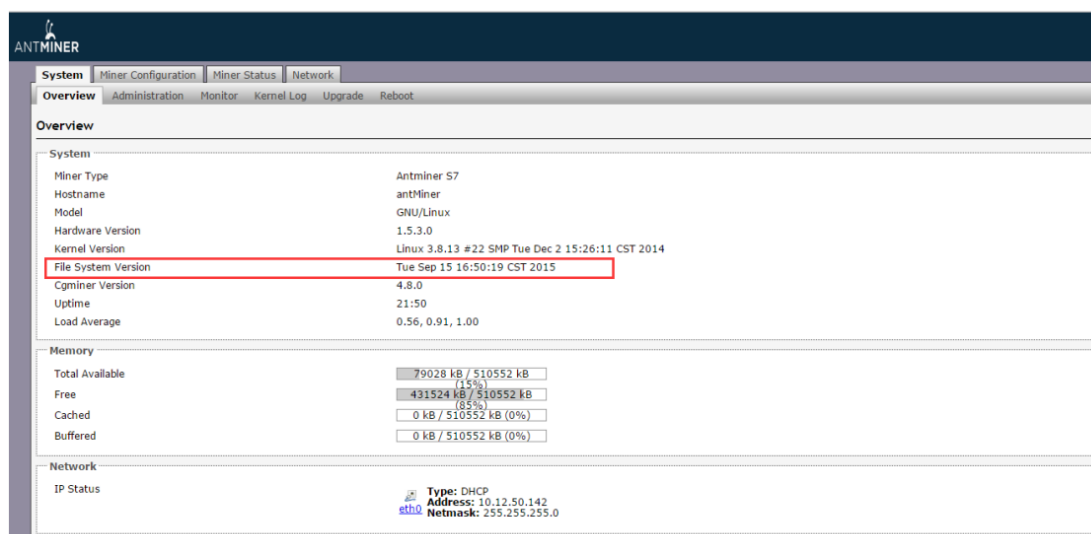 ANTMINER
System Miner Configuration Miner Status Network
Overview Administration Monitor Kernel Log Upgrade Reboot
Overview
System
Miner Type Antminer S7
Hostname antMiner
Model GNU/Linux
Hardware Version 1.5.3.0
Kernel Version Linux 3.8.13 #22 SMP Tue Dec 2 15:26:11 CST 2014
File System Version Tue Sep 15 16:50:19 CST 2015
Cgminer Version 4.8.0
Uptime 21:50
Load Average 0.56, 0.91, 1.00
Memory
Total Available 79028 kB / 510552 kB
(15%)
Free 431524 kB / 510552 kB
(85%)
Cached 0 kB / 510552 kB (0%)
Buffered 0 kB / 510552 kB (0%)
Network
IP Status Type: DHCP
Address: 10.12.50.142
eth0 Netmask: 255.255.255.0